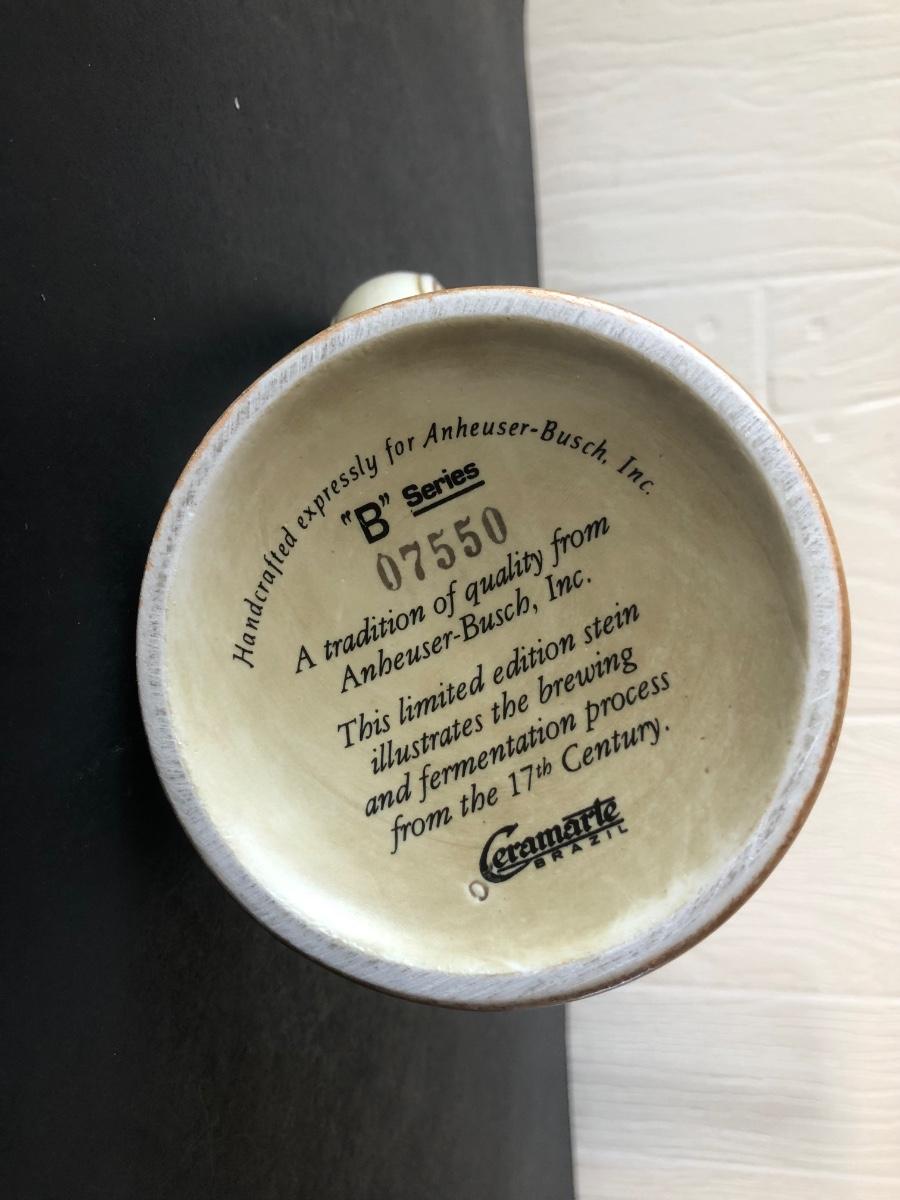 Handcrafted expressly for Anheuser-Busch, Inc.
"B" Series
07550
A tradition of quality from
Anheuser-Busch, Inc.
This limited edition stein
illustrates the brewing
and fermentation process
from the 17th Century.
Ceramarte
BRAZIL
0